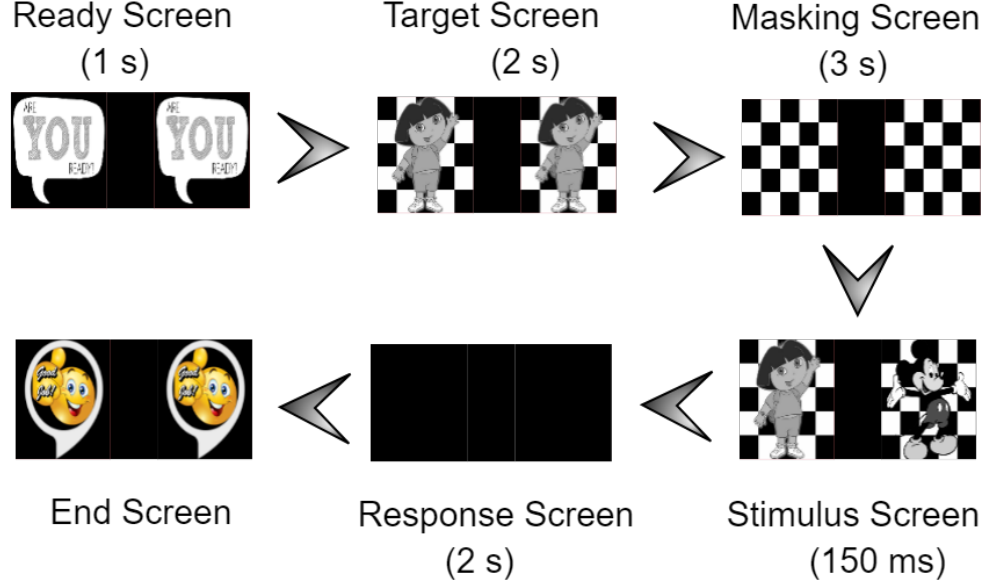 Ready Screen
(1 s)
Target Screen
(2 s)
Masking Screen
(3 s)
ARE
YOU
READY?
ARE
YOU
READY?
Good
Job!
Good
Job!
End Screen
Response Screen
(2 s)
Stimulus Screen
(150 ms)